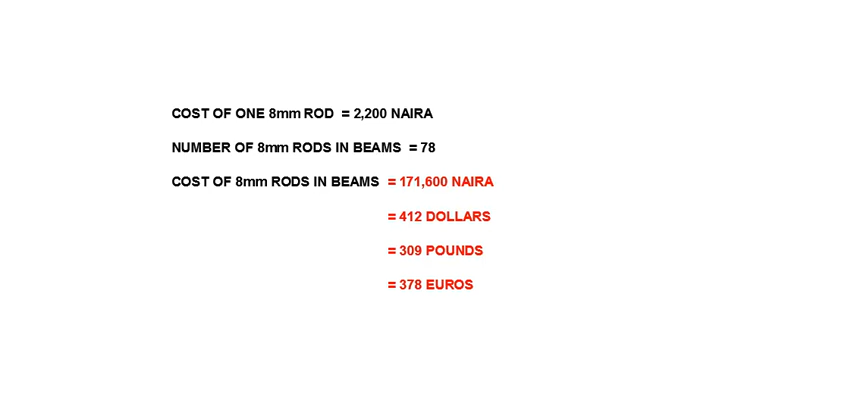 COST OF ONE 8mm ROD = 2,200 NAIRA
NUMBER OF 8mm RODS IN BEAMS = 78
COST OF 8mm RODS IN BEAMS = 171,600 NAIRA
= 412 DOLLARS
= 309 POUNDS
= 378 EUROS